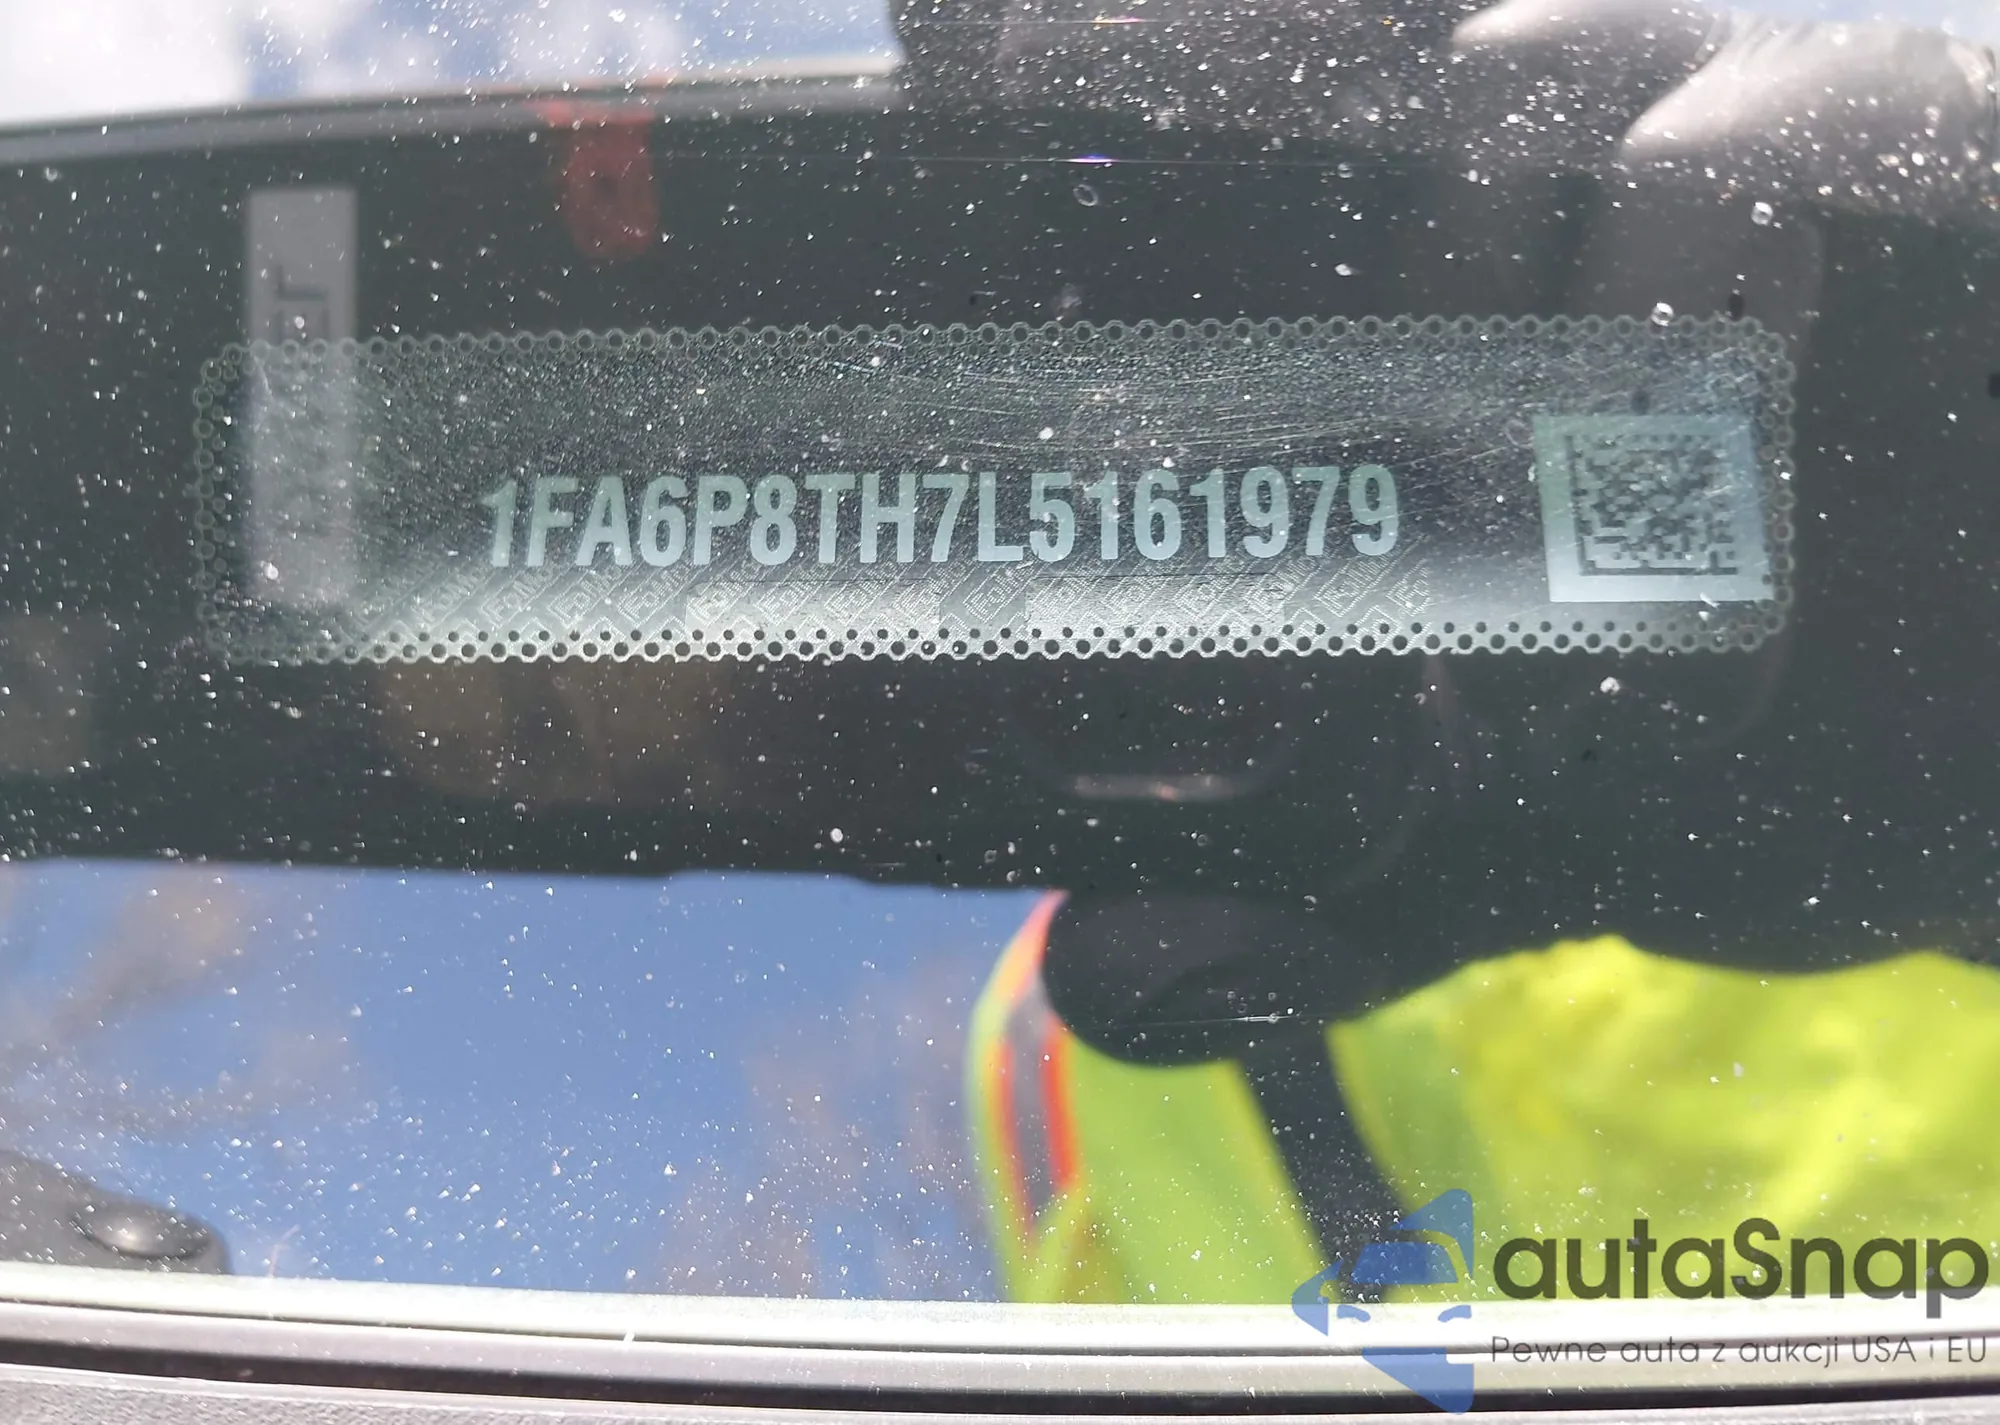 1FA6P8TH7L5161979
autaSnap
Pewne auta z aukcji USA i EU